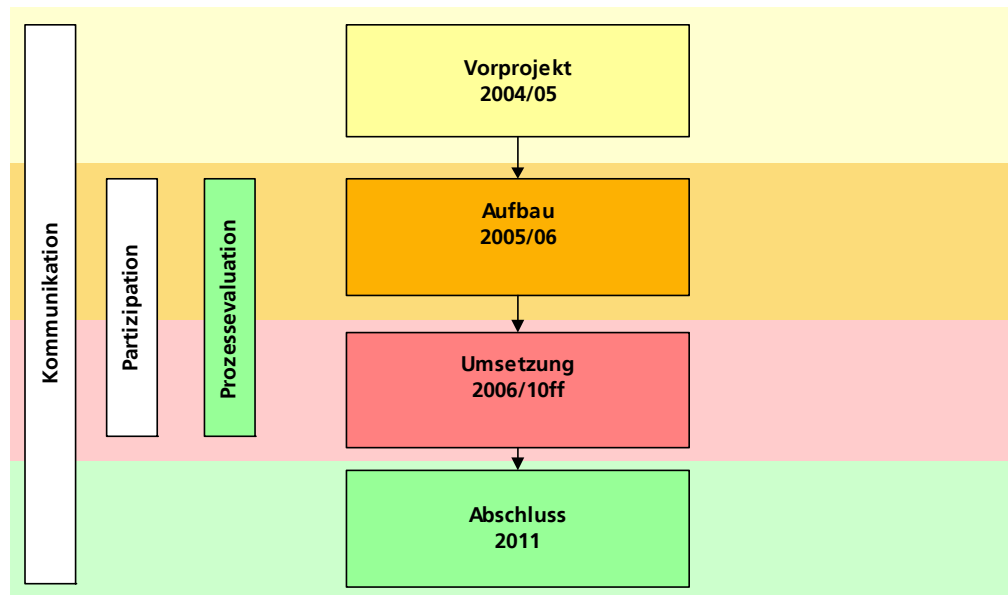 Kommunikation
Partizipation
Prozessevaluation
Vorprojekt
2004/05
Aufbau
2005/06
Umsetzung
2006/10ff
Abschluss
2011